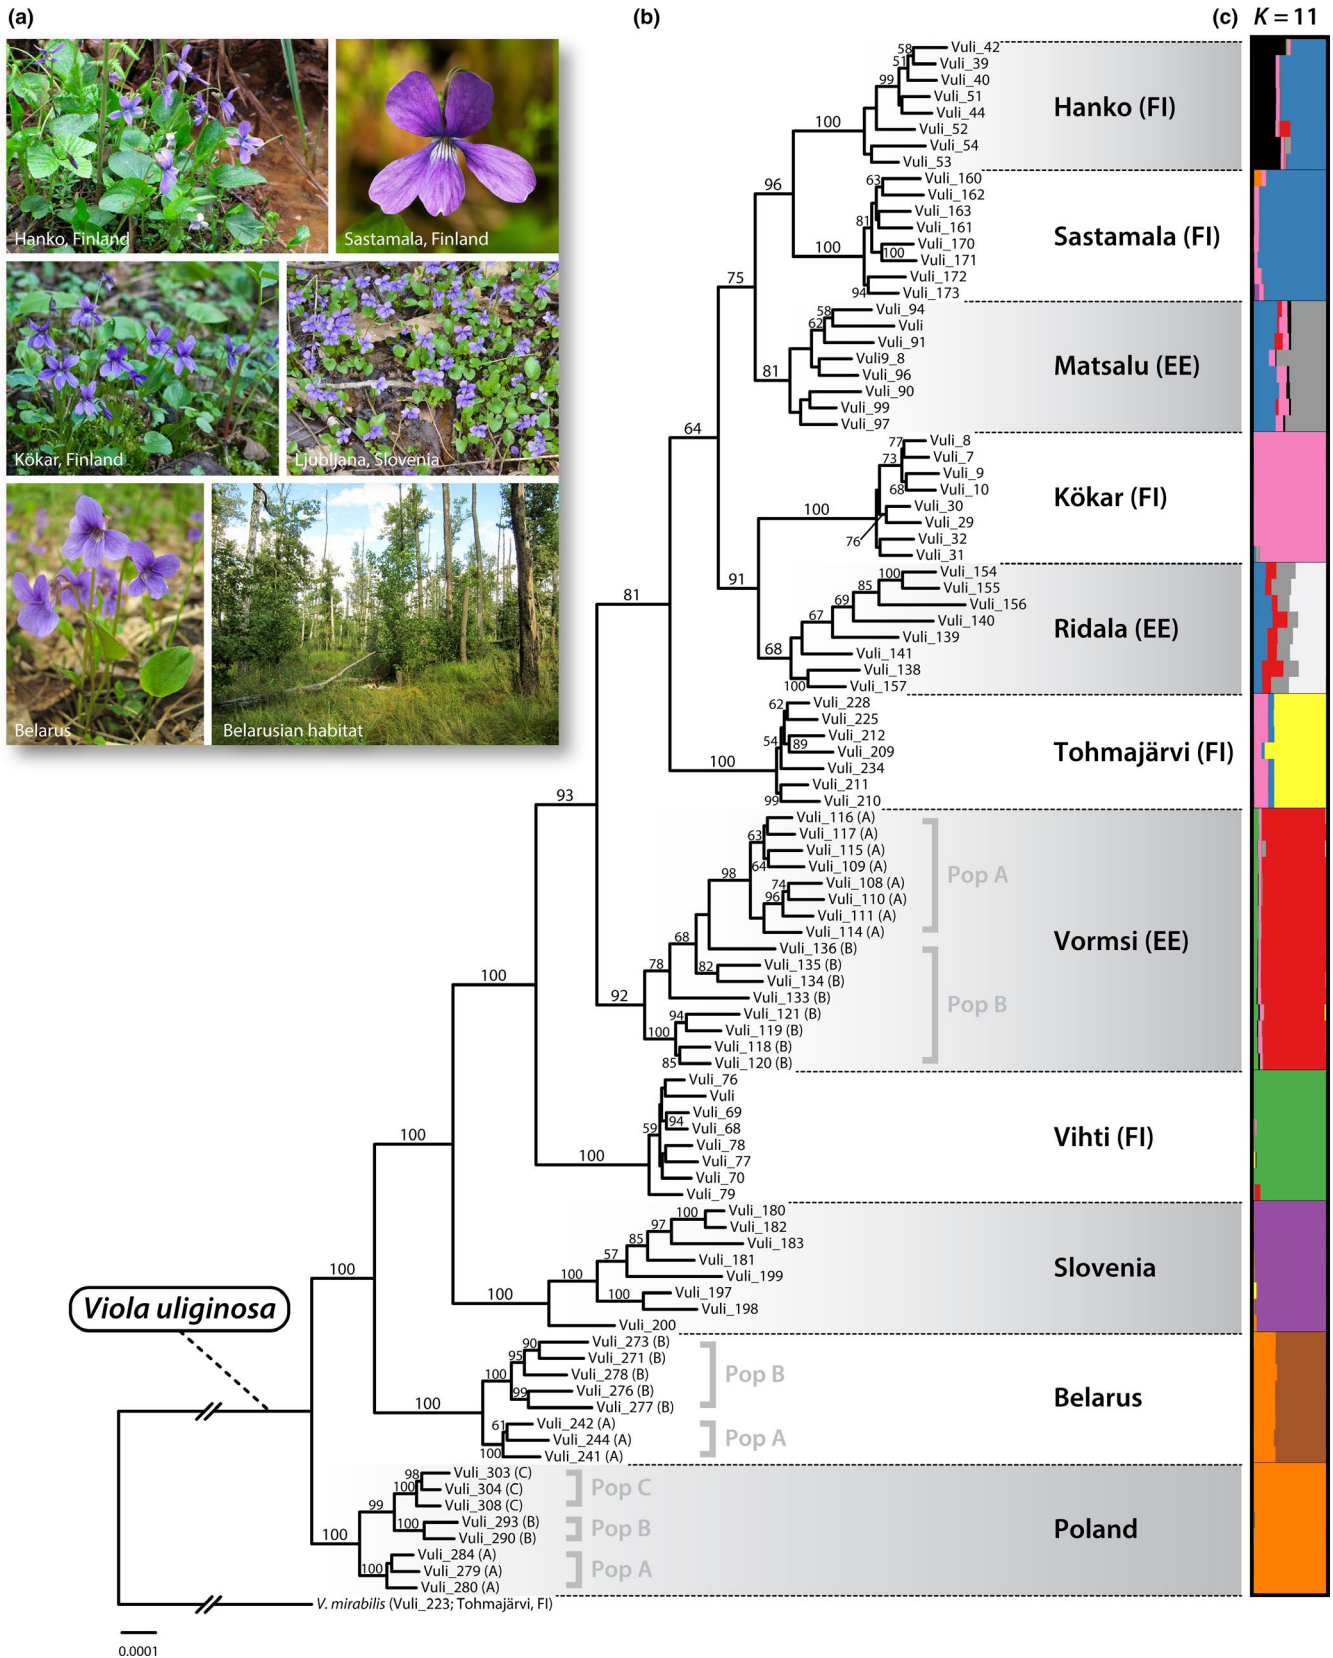 (a)
Hanko, Finland
Sastamala, Finland
Kökar, Finland
Ljubljana, Slovenia
Belarus
Belarusian habitat
(b)
(c) K = 11
58
Vuli_42
51
Vuli_39
99
Vuli_40
Vuli_51
Vuli_44
100
Vuli_52
Vuli_54
Vuli_53
Hanko (FI)
96
63
Vuli_160
Vuli_162
Vuli_163
81
Vuli_161
Vuli_170
100
100
Vuli_171
Vuli_172
94
Vuli_173
Sastamala (FI)
75
58
Vuli_94
62
Vuli
Vuli_91
Vuli9_8
81
Vuli_96
Vuli_90
Vuli_99
Vuli_97
Matsalu (EE)
64
77
Vuli_8
73
Vuli_7
Vuli_9
68
Vuli_10
100
Vuli_30
Vuli_29
76
Vuli_32
Vuli_31
Kökar (FI)
91
100
Vuli_154
85
Vuli_155
69
Vuli_156
67
Vuli_140
Vuli_139
68
Vuli_141
Vuli_138
100
Vuli_157
Ridala (EE)
81
62
Vuli_228
Vuli_225
54
Vuli_212
89
Vuli_209
100
Vuli_234
Vuli_211
99
Vuli_210
Tohmajärvi (FI)
93
Vuli_116 (A)
63
Vuli_117 (A)
Vuli_115 (A)
64
Vuli_109 (A)
98
74
Vuli_108 (A)
96
Vuli_110 (A)
Vuli_111 (A)
Vuli_114 (A)
Pop A
68
Vuli_136 (B)
78
82
Vuli_135 (B)
Vuli_134 (B)
92
Vuli_133 (B)
94
Vuli_121 (B)
100
Vuli_119 (B)
Vuli_118 (B)
85
Vuli_120 (B)
Pop B
Vormsi (EE)
100
Vuli_76
Vuli
Vuli_69
94
59
Vuli_68
Vuli_78
100
Vuli_77
Vuli_70
Vuli_79
Vihti (FI)
100
100
Vuli_180
97
Vuli_182
85
Vuli_183
57
Vuli_181
100
Vuli_199
100
100
Vuli_197
Vuli_198
Vuli_200
Slovenia
100
Viola uliginosa
90
Vuli_273 (B)
95
Vuli_271 (B)
100
Vuli_278 (B)
99
Vuli_276 (B)
Vuli_277 (B)
Pop B
100
61
Vuli_242 (A)
Vuli_244 (A)
100
Vuli_241 (A)
Pop A
Belarus
98
Vuli_303 (C)
100
Vuli_304 (C)
99
Vuli_308 (C)
Pop C
100
Vuli_293 (B)
Vuli_290 (B)
Pop B
100
Vuli_284 (A)
100
Vuli_279 (A)
Vuli_280 (A)
Pop A
Poland
V. mirabilis (Vuli_223; Tohmajärvi, FI)
0.0001